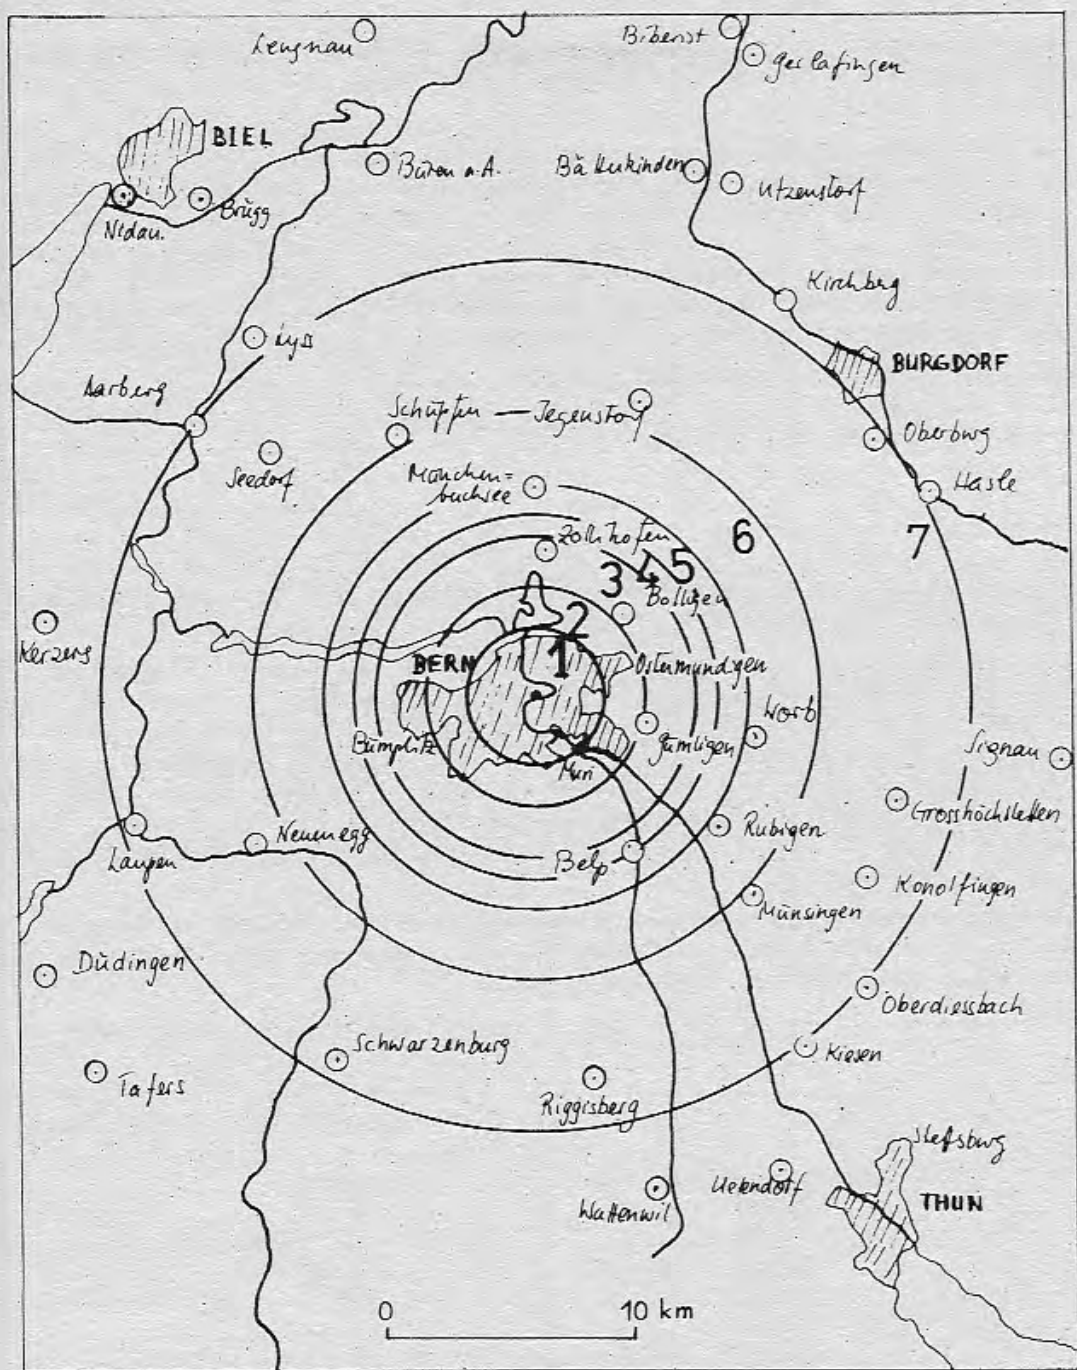 Lengnau
Biberist
Gerlafingen
BIEL
Büren a.A.
Bätterkinden
Utzenstorf
Brügg
Nidau.
Kirchberg
Lyss
BURGDORF
Aarberg
Schüpfen — Jegenstorf
Oberburg
Seedorf
München=
buchsee
Hasle
Zollikofen
6
7
3
4
5
Bolligen
2
Kerzers
1
BERN
Ostermundigen
Worb
Bümpliz
Gümligen
Signau
Muri
Grosshöchstetten
Neuenegg
Rubigen
Laupen
Belp
Konolfingen
Münsingen
Düdingen
Oberdiessbach
Schwarzenburg
Kiesen
Tafers
Riggisberg
Steffisburg
Uetendorf
Wattenwil
THUN
0
10 km